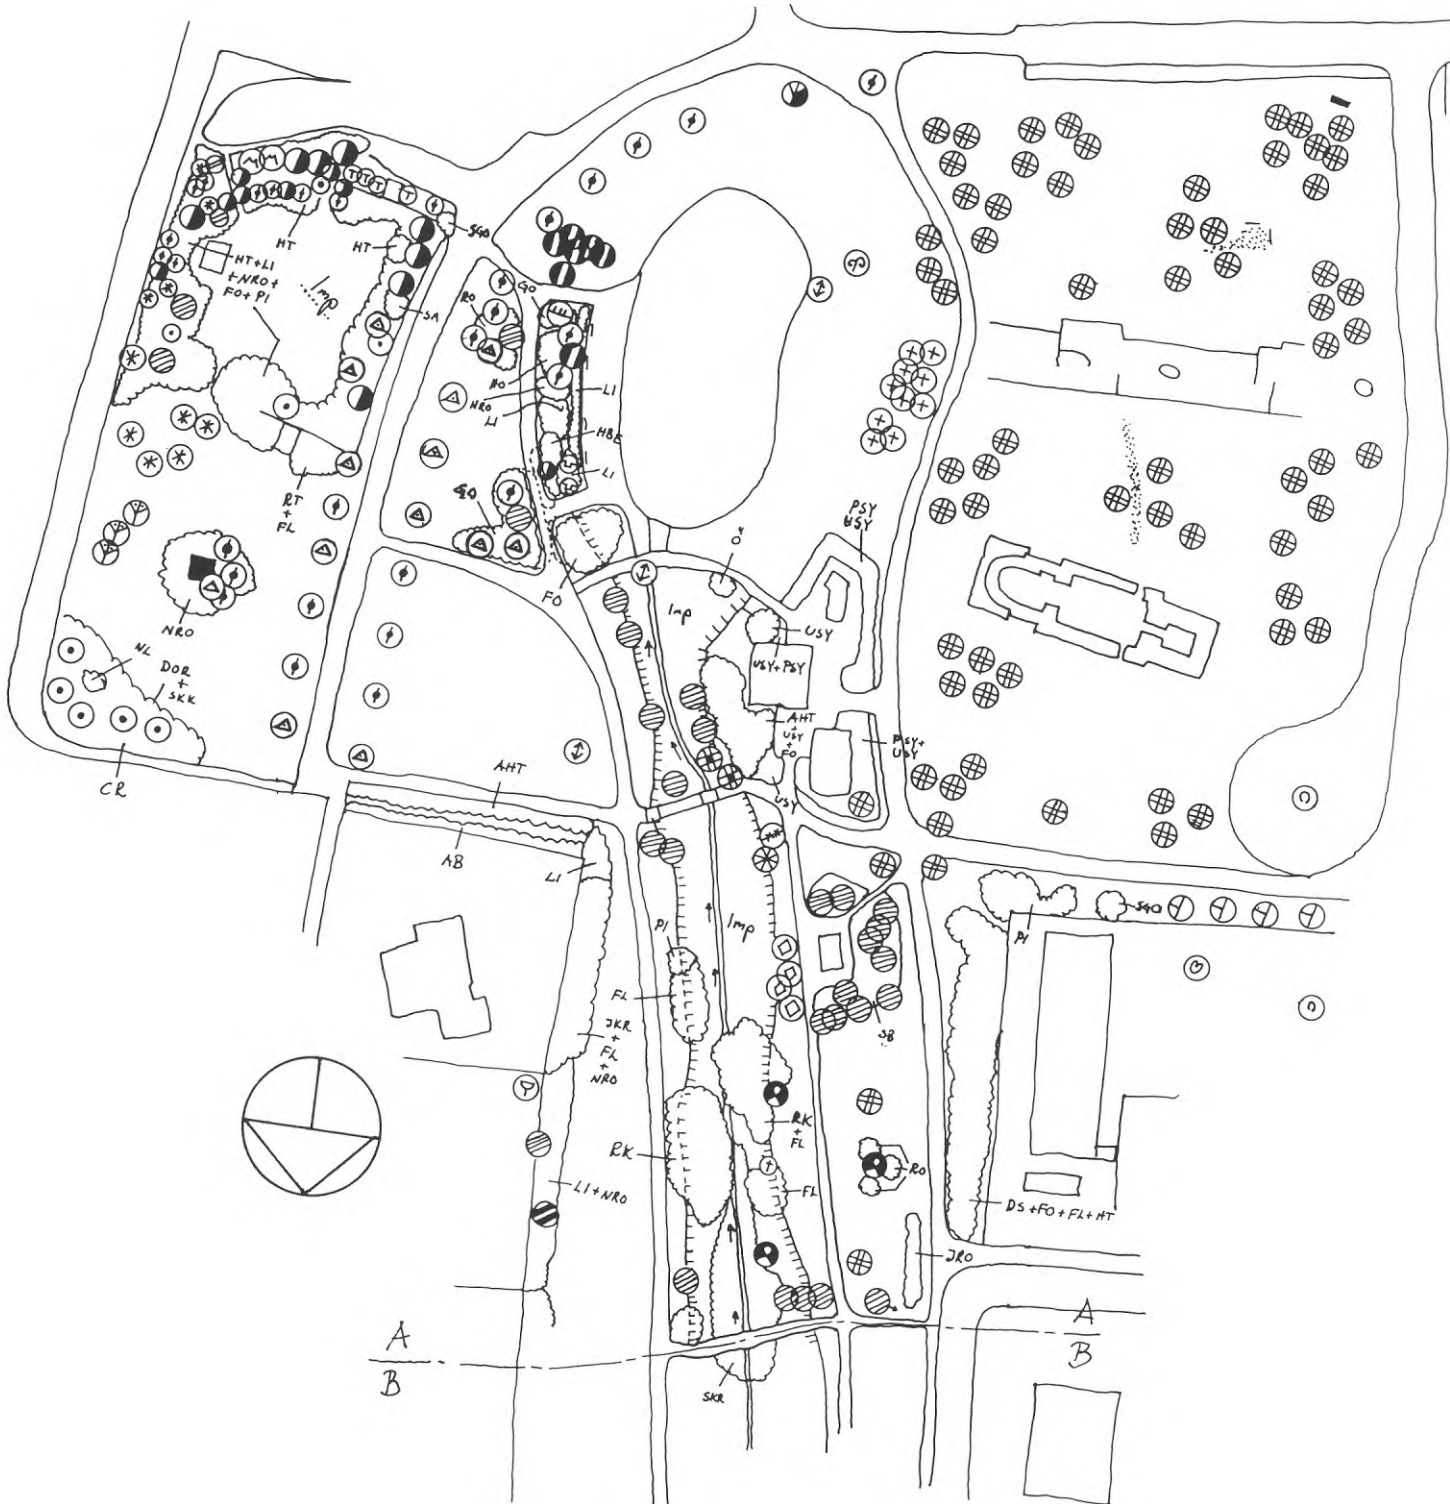 SGO
HT
HT
HT+LI
+NRO+
FO+PI
Imp
SA
RO
GO
HO
NRO
LI
LI
HBE
LI
GO
RT
+
FL
PSY
USY
FO
Imp
USY
USY+PSY
NRO
NL
DOR
+
SKK
AHT
+
USY
+
FO
PSY+
USY
CR
AHT
USY
AB
LI
SGO
PI
PI
Imp
FL
JKR
+
FL
+
NRO
SB
RK
+
FL
RK
RO
LI+NRO
FL
DS+FO+FL+HT
JRO
A
B
A
B
SKR